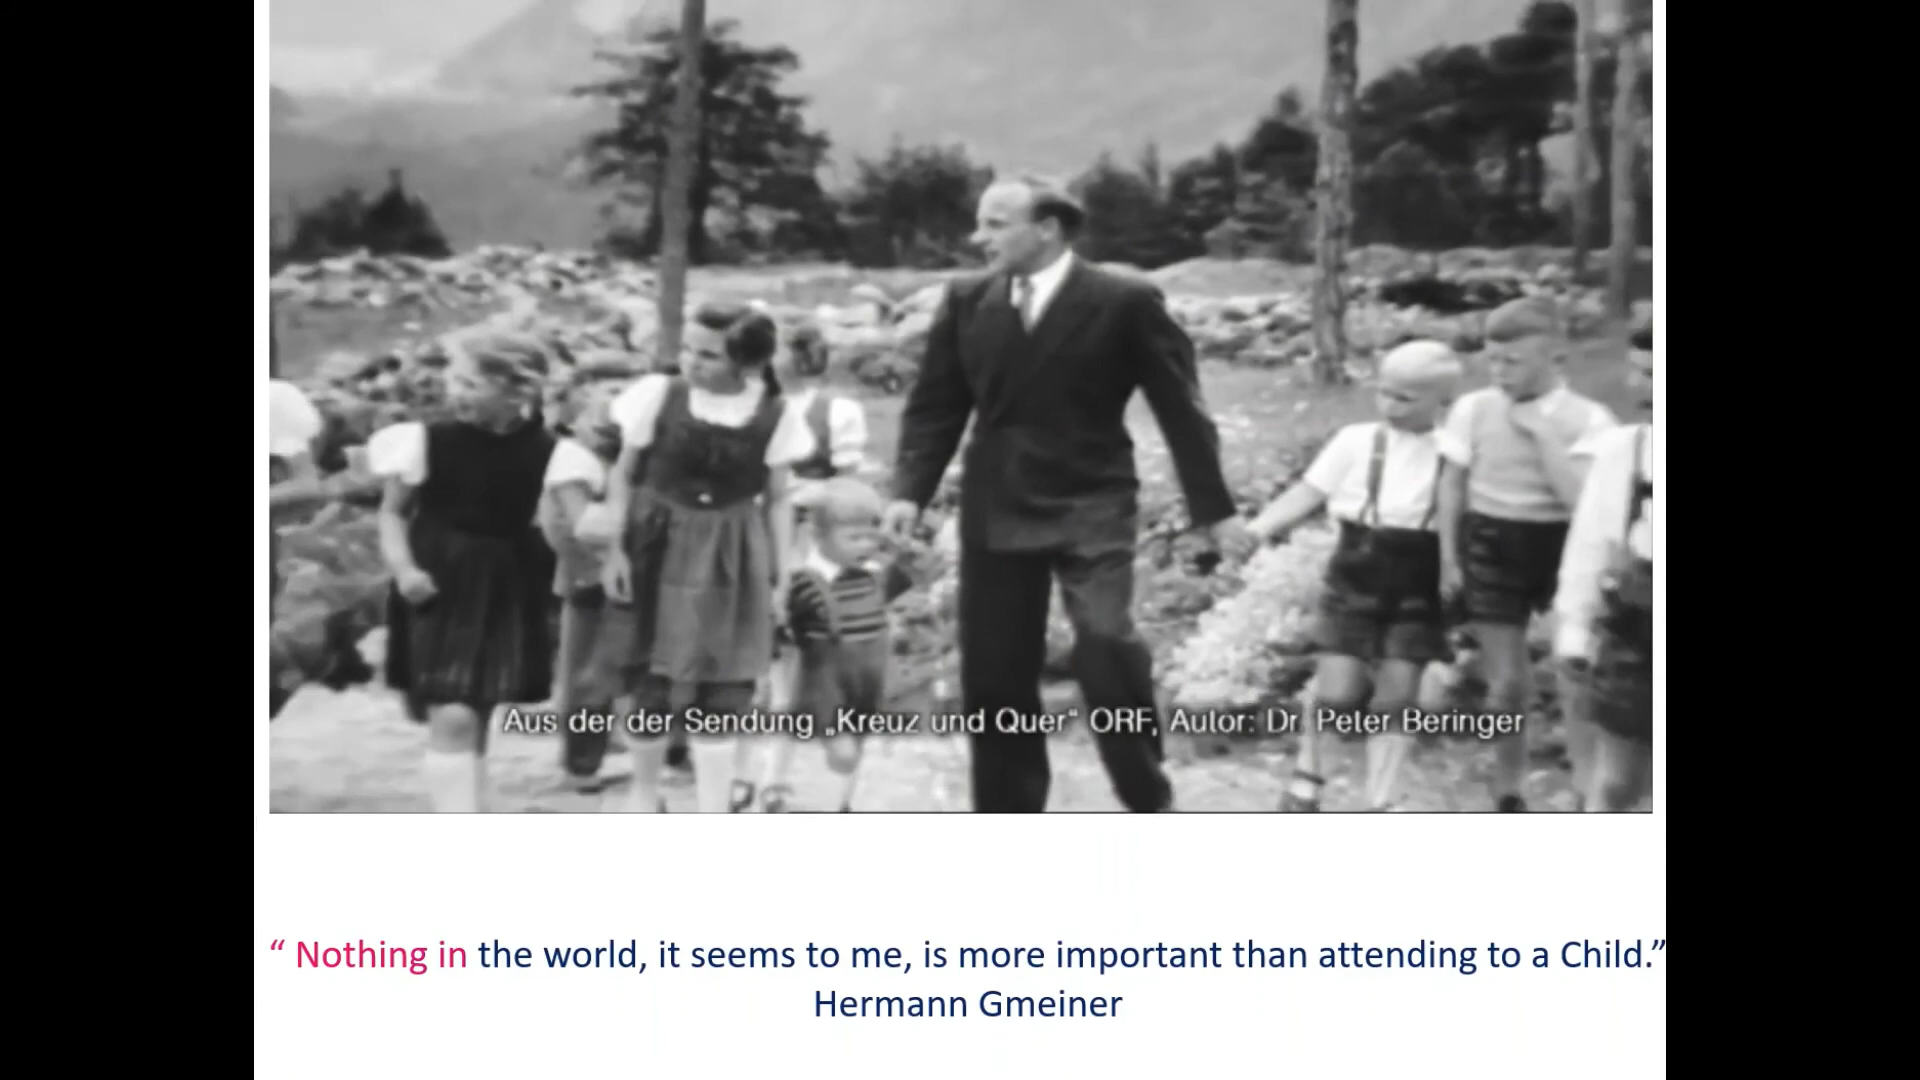 Aus der der Sendung „Kreuz und Quer“ ORF, Autor: Dr. Peter Beringer
“ Nothing in the world, it seems to me, is more important than attending to a Child.”
Hermann Gmeiner